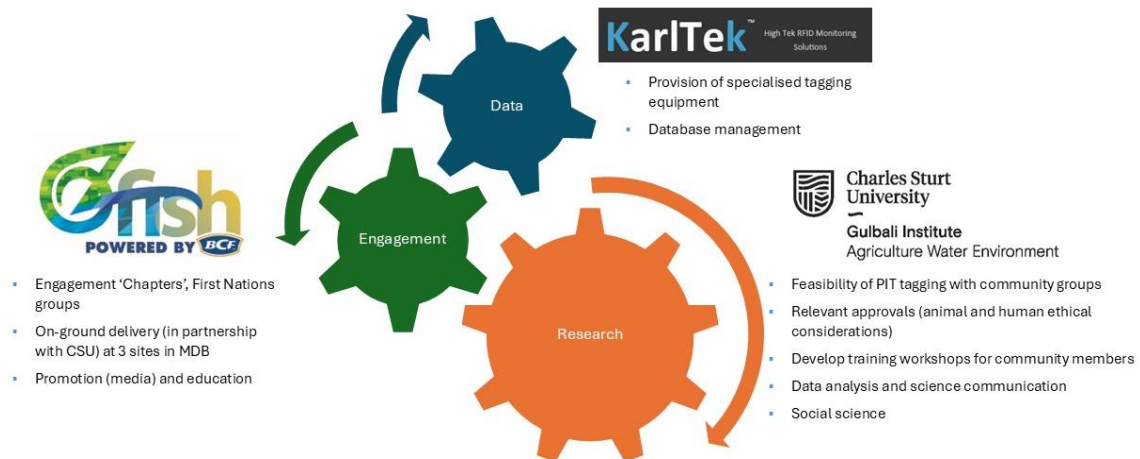 KarlTek™
High Tek RFID Monitoring
Solutions
Provision of specialised tagging
equipment
Database management
Data
Engagement
Research
Ozfish
POWERED BY BCF
Engagement ‘Chapters’, First Nations
groups
On-ground delivery (in partnership
with CSU) at 3 sites in MDB
Promotion (media) and education
Charles Sturt
University
Gulbali Institute
Agriculture Water Environment
Feasibility of PIT tagging with community groups
Relevant approvals (animal and human ethical
considerations)
Develop training workshops for community members
Data analysis and science communication
Social science